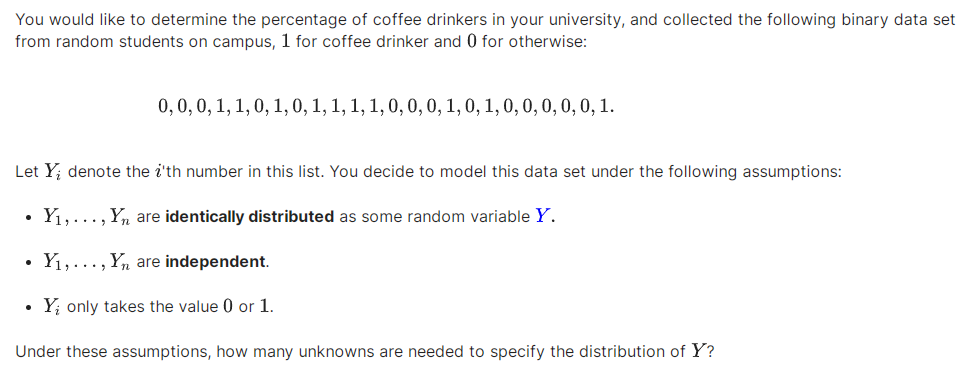 You would like to determine the percentage of coffee drinkers in your university, and collected the following binary data set
from random students on campus, 1 for coffee drinker and 0 for otherwise:
0, 0, 0, 1, 1, 0, 1, 0, 1, 1, 1, 1, 0, 0, 0, 1, 0, 1, 0, 0, 0, 0, 0, 1.
Let Y_i denote the i'th number in this list. You decide to model this data set under the following assumptions:
• Y_1, . . . , Y_n are identically distributed as some random variable Y.
• Y_1, . . . , Y_n are independent.
• Y_i only takes the value 0 or 1.
Under these assumptions, how many unknowns are needed to specify the distribution of Y?